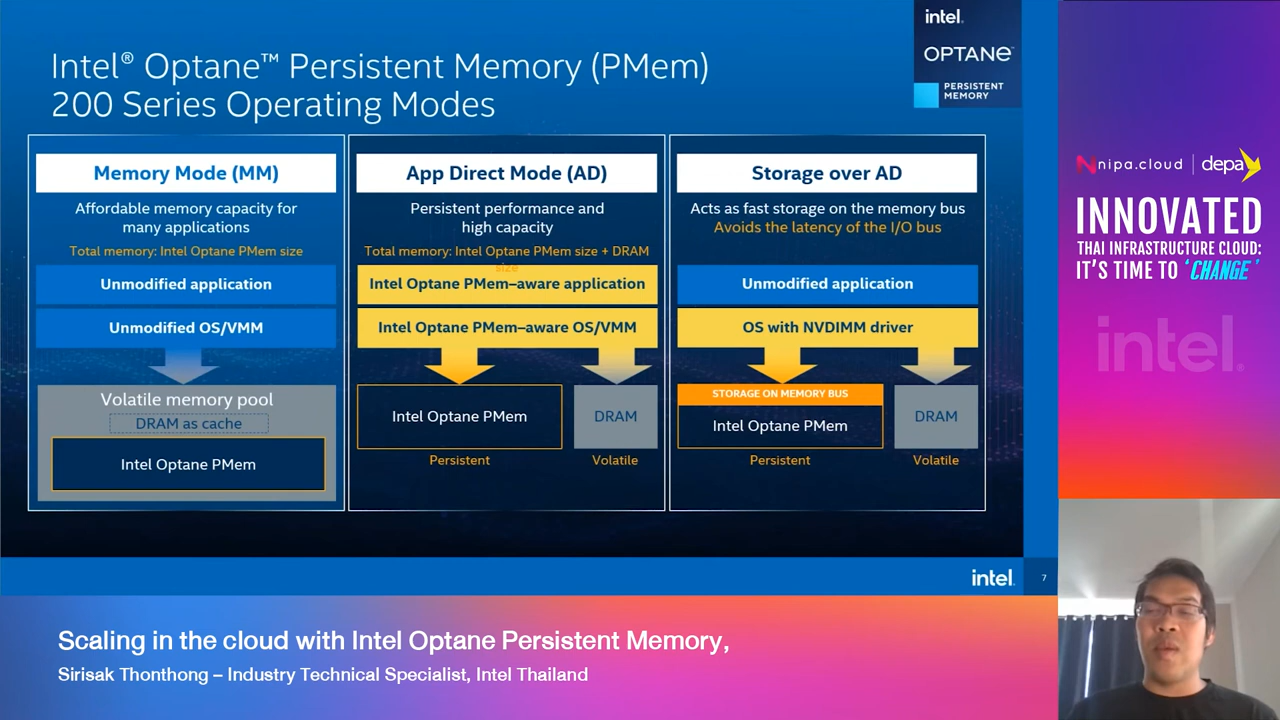 intel.
OPTANE™
PERSISTENT
MEMORY
Intel® Optane™ Persistent Memory (PMem)
200 Series Operating Modes
Memory Mode (MM)
Affordable memory capacity for
many applications
Total memory: Intel Optane PMem size
Unmodified application
Unmodified OS/VMM
Volatile memory pool
DRAM as cache
Intel Optane PMem
App Direct Mode (AD)
Persistent performance and
high capacity
Total memory: Intel Optane PMem size + DRAM
size
Intel Optane PMem–aware application
Intel Optane PMem–aware OS/VMM
Intel Optane PMem
DRAM
Persistent
Volatile
Storage over AD
Acts as fast storage on the memory bus
Avoids the latency of the I/O bus
Unmodified application
OS with NVDIMM driver
STORAGE ON MEMORY BUS
Intel Optane PMem
DRAM
Persistent
Volatile
intel.
7
nipa.cloud
depa
INNOVATED
THAI INFRASTRUCTURE CLOUD:
IT'S TIME TO 'CHANGE'
intel.
Scaling in the cloud with Intel Optane Persistent Memory,
Sirisak Thonthong – Industry Technical Specialist, Intel Thailand